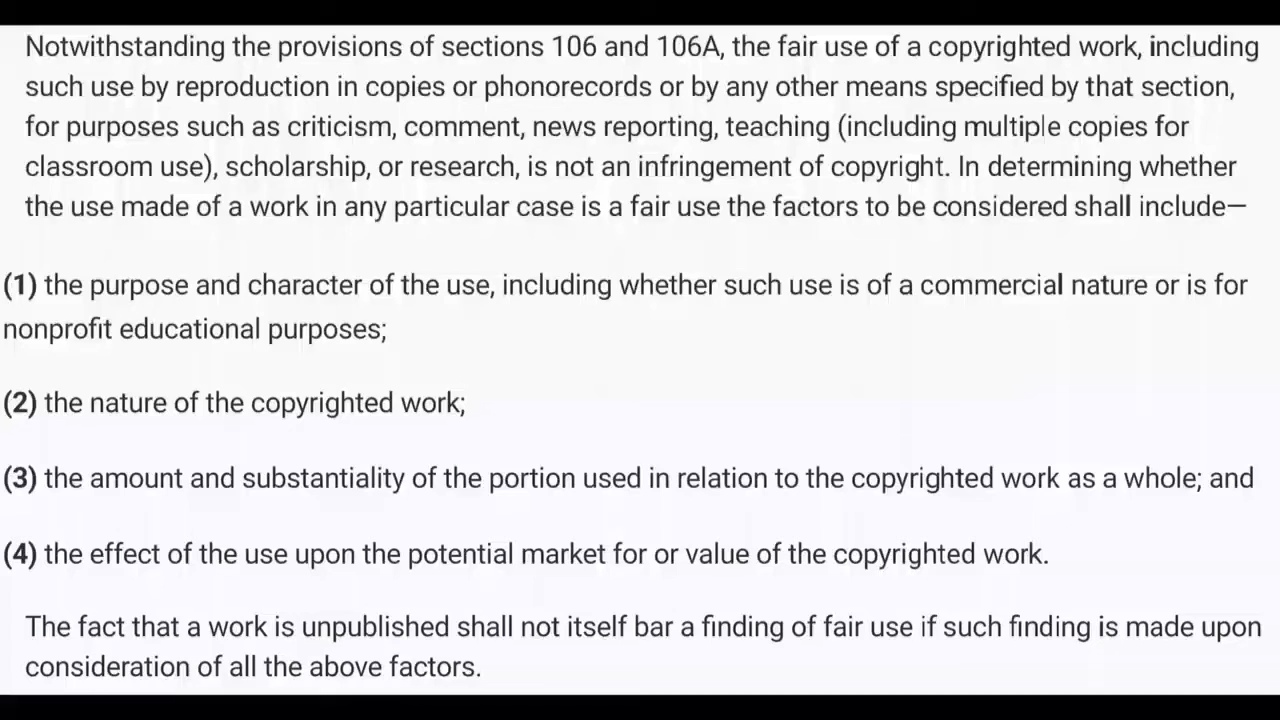 Notwithstanding the provisions of sections 106 and 106A, the fair use of a copyrighted work, including
such use by reproduction in copies or phonorecords or by any other means specified by that section,
for purposes such as criticism, comment, news reporting, teaching (including multiple copies for
classroom use), scholarship, or research, is not an infringement of copyright. In determining whether
the use made of a work in any particular case is a fair use the factors to be considered shall include—
(1) the purpose and character of the use, including whether such use is of a commercial nature or is for
nonprofit educational purposes;
(2) the nature of the copyrighted work;
(3) the amount and substantiality of the portion used in relation to the copyrighted work as a whole; and
(4) the effect of the use upon the potential market for or value of the copyrighted work.
The fact that a work is unpublished shall not itself bar a finding of fair use if such finding is made upon
consideration of all the above factors.